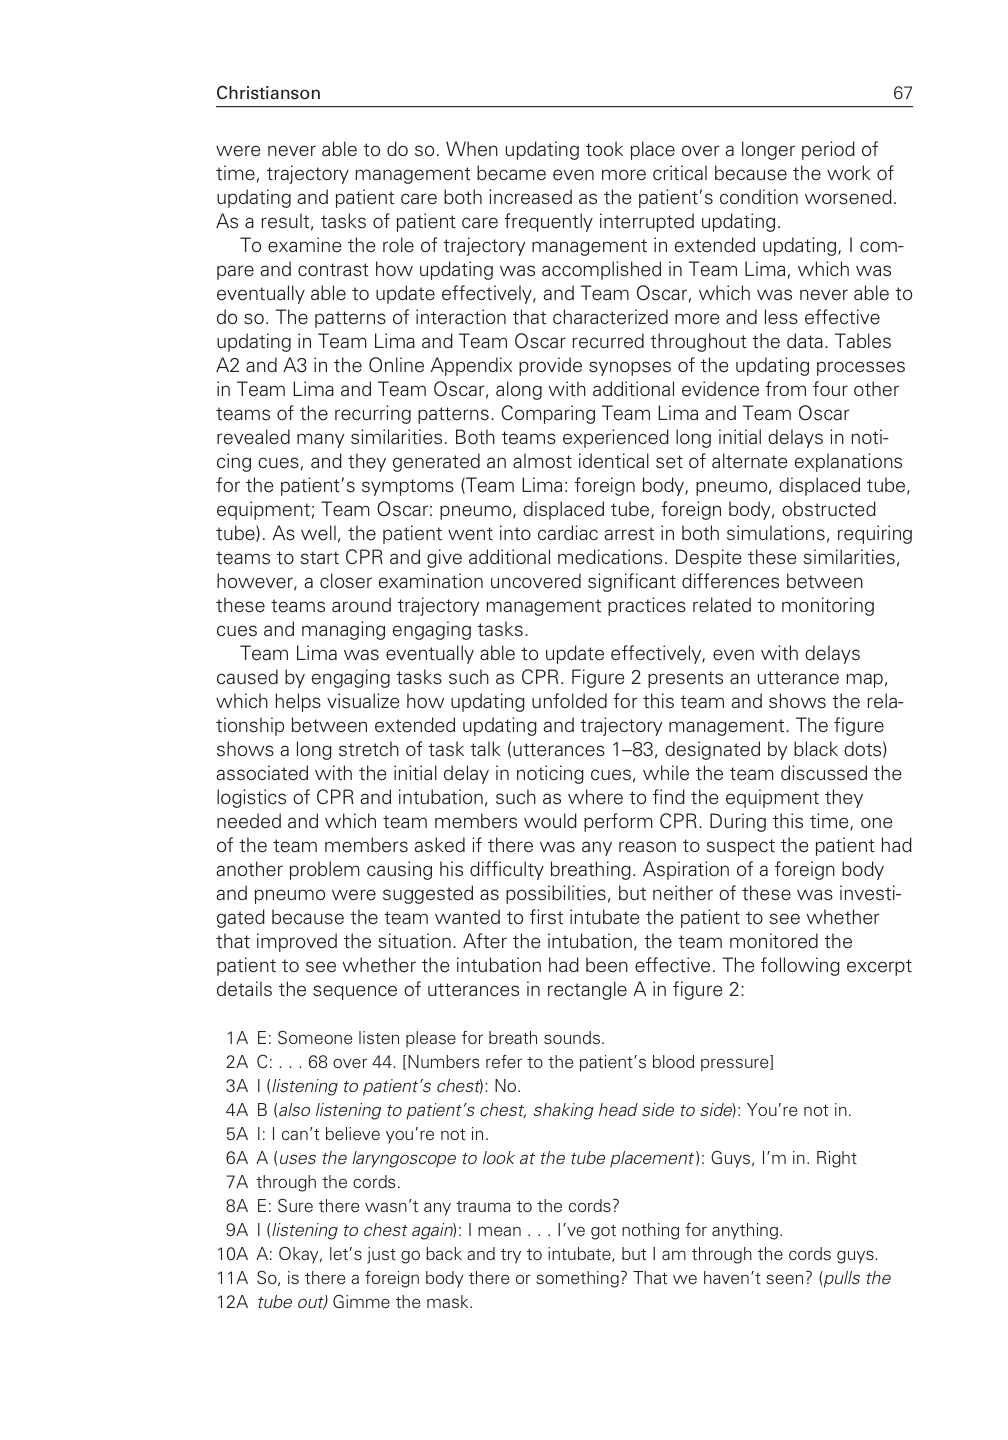 Christianson 67
were never able to do so. When updating took place over a longer period of
time, trajectory management became even more critical because the work of
updating and patient care both increased as the patient's condition worsened.
As a result, tasks of patient care frequently interrupted updating.
To examine the role of trajectory management in extended updating, I com-
pare and contrast how updating was accomplished in Team Lima, which was
eventually able to update effectively, and Team Oscar, which was never able to
do so. The patterns of interaction that characterized more and less effective
updating in Team Lima and Team Oscar recurred throughout the data. Tables
A2 and A3 in the Online Appendix provide synopses of the updating processes
in Team Lima and Team Oscar, along with additional evidence from four other
teams of the recurring patterns. Comparing Team Lima and Team Oscar
revealed many similarities. Both teams experienced long initial delays in noti-
cing cues, and they generated an almost identical set of alternate explanations
for the patient's symptoms (Team Lima: foreign body, pneumo, displaced tube,
equipment; Team Oscar: pneumo, displaced tube, foreign body, obstructed
tube). As well, the patient went into cardiac arrest in both simulations, requiring
teams to start CPR and give additional medications. Despite these similarities,
however, a closer examination uncovered significant differences between
these teams around trajectory management practices related to monitoring
cues and managing engaging tasks.
Team Lima was eventually able to update effectively, even with delays
caused by engaging tasks such as CPR. Figure 2 presents an utterance map,
which helps visualize how updating unfolded for this team and shows the rela-
tionship between extended updating and trajectory management. The figure
shows a long stretch of task talk (utterances 1–83, designated by black dots)
associated with the initial delay in noticing cues, while the team discussed the
logistics of CPR and intubation, such as where to find the equipment they
needed and which team members would perform CPR. During this time, one
of the team members asked if there was any reason to suspect the patient had
another problem causing his difficulty breathing. Aspiration of a foreign body
and pneumo were suggested as possibilities, but neither of these was investi-
gated because the team wanted to first intubate the patient to see whether
that improved the situation. After the intubation, the team monitored the
patient to see whether the intubation had been effective. The following excerpt
details the sequence of utterances in rectangle A in figure 2:
1A E: Someone listen please for breath sounds.
2A C: . . . 68 over 44. [Numbers refer to the patient's blood pressure]
3A I (listening to patient's chest): No.
4A B (also listening to patient's chest, shaking head side to side): You're not in.
5A I: I can't believe you're not in.
6A A (uses the laryngoscope to look at the tube placement): Guys, I'm in. Right
7A through the cords.
8A E: Sure there wasn't any trauma to the cords?
9A I (listening to chest again): I mean . . . I've got nothing for anything.
10A A: Okay, let's just go back and try to intubate, but I am through the cords guys.
11A So, is there a foreign body there or something? That we haven't seen? (pulls the
12A tube out) Gimme the mask.